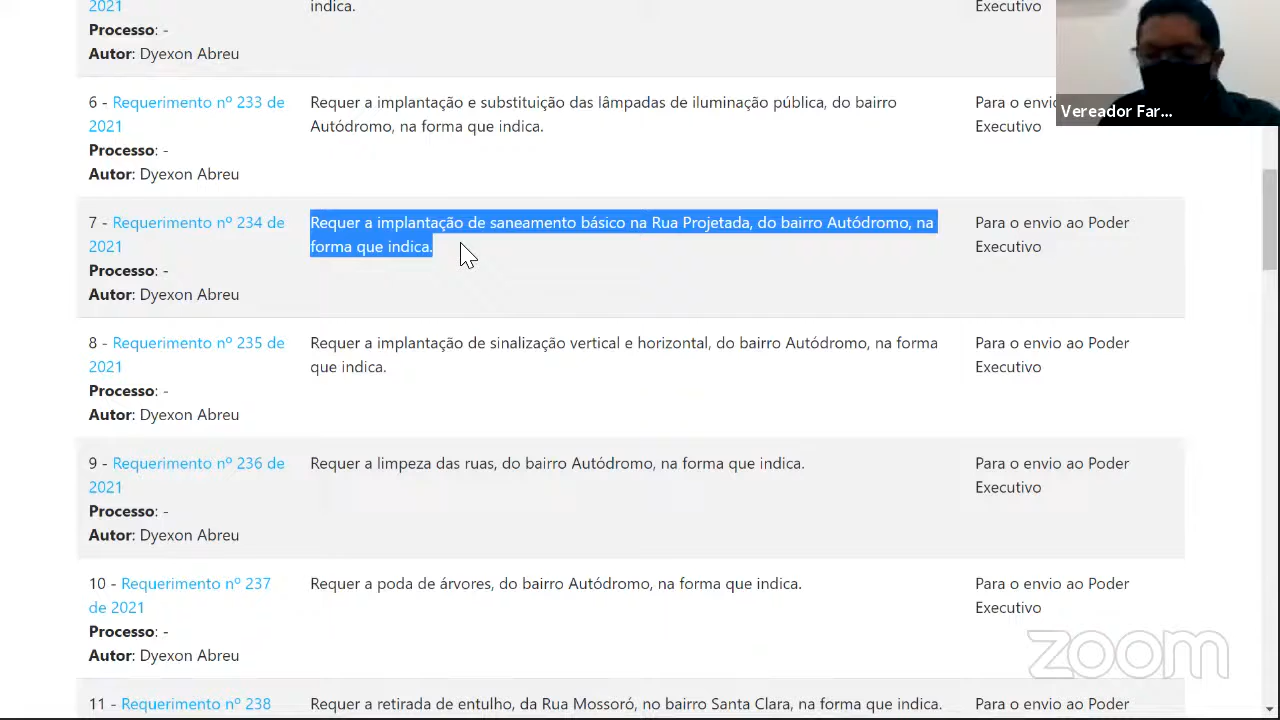 2021
indica.
Executivo
Processo: -
Autor: Dyexon Abreu
6 - Requerimento nº 233 de
2021
Processo: -
Autor: Dyexon Abreu
Requer a implantação e substituição das lâmpadas de iluminação pública, do bairro
Autódromo, na forma que indica.
Para o envio
Executivo
Vereador Far...
7 - Requerimento nº 234 de
2021
Processo: -
Autor: Dyexon Abreu
Requer a implantação de saneamento básico na Rua Projetada, do bairro Autódromo, na
forma que indica.
Para o envio ao Poder
Executivo
8 - Requerimento nº 235 de
2021
Processo: -
Autor: Dyexon Abreu
Requer a implantação de sinalização vertical e horizontal, do bairro Autódromo, na forma
que indica.
Para o envio ao Poder
Executivo
9 - Requerimento nº 236 de
2021
Processo: -
Autor: Dyexon Abreu
Requer a limpeza das ruas, do bairro Autódromo, na forma que indica.
Para o envio ao Poder
Executivo
10 - Requerimento nº 237
de 2021
Processo: -
Autor: Dyexon Abreu
Requer a poda de árvores, do bairro Autódromo, na forma que indica.
Para o envio ao Poder
Executivo
zoom
11 - Requerimento nº 238
Requer a retirada de entulho, da Rua Mossoró, no bairro Santa Clara, na forma que indica.
Para o envio ao Poder